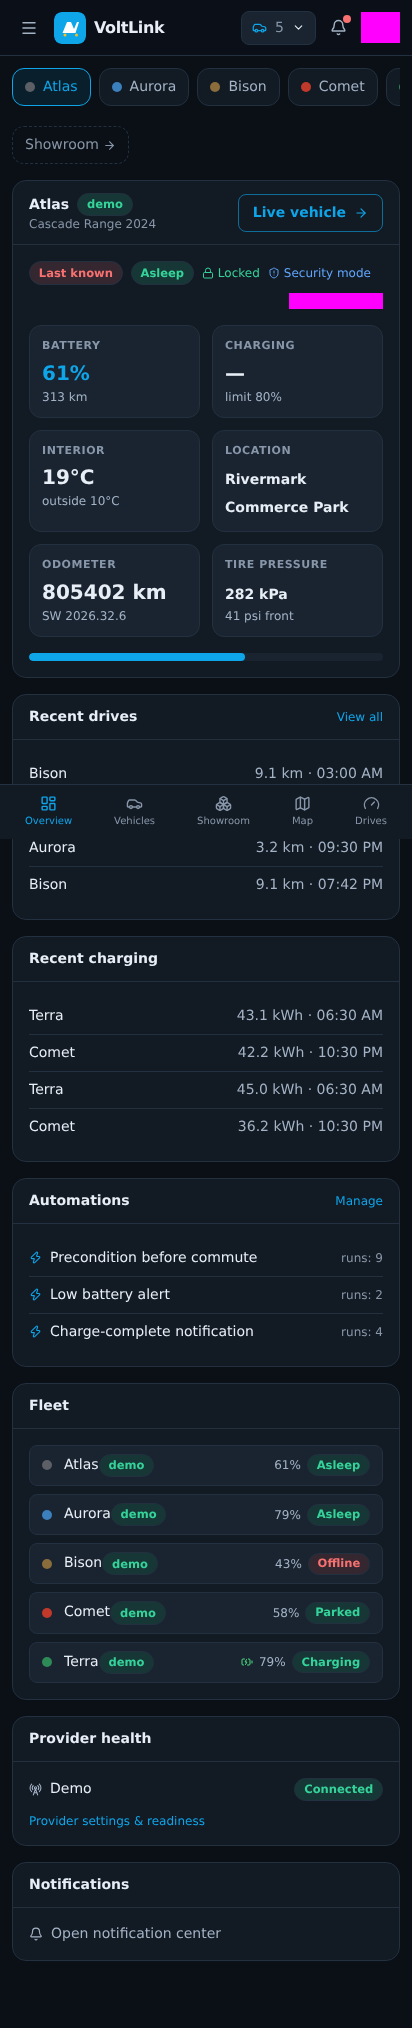 VoltLink 5
Atlas Aurora Bison Comet
Showroom →
Atlas demo
Cascade Range 2024
Live vehicle →
Last known Asleep Locked Security mode
BATTERY
61%
313 km
CHARGING
—
limit 80%
INTERIOR
19°C
outside 10°C
LOCATION
Rivermark
Commerce Park
ODOMETER
805402 km
SW 2026.32.6
TIRE PRESSURE
282 kPa
41 psi front
Recent drives View all
Bison 9.1 km · 03:00 AM
Overview Vehicles Showroom Map Drives
Aurora 3.2 km · 09:30 PM
Bison 9.1 km · 07:42 PM
Recent charging
Terra 43.1 kWh · 06:30 AM
Comet 42.2 kWh · 10:30 PM
Terra 45.0 kWh · 06:30 AM
Comet 36.2 kWh · 10:30 PM
Automations Manage
Precondition before commute runs: 9
Low battery alert runs: 2
Charge-complete notification runs: 4
Fleet
Atlas demo 61% Asleep
Aurora demo 79% Asleep
Bison demo 43% Offline
Comet demo 58% Parked
Terra demo 79% Charging
Provider health
Demo Connected
Provider settings & readiness
Notifications
Open notification center